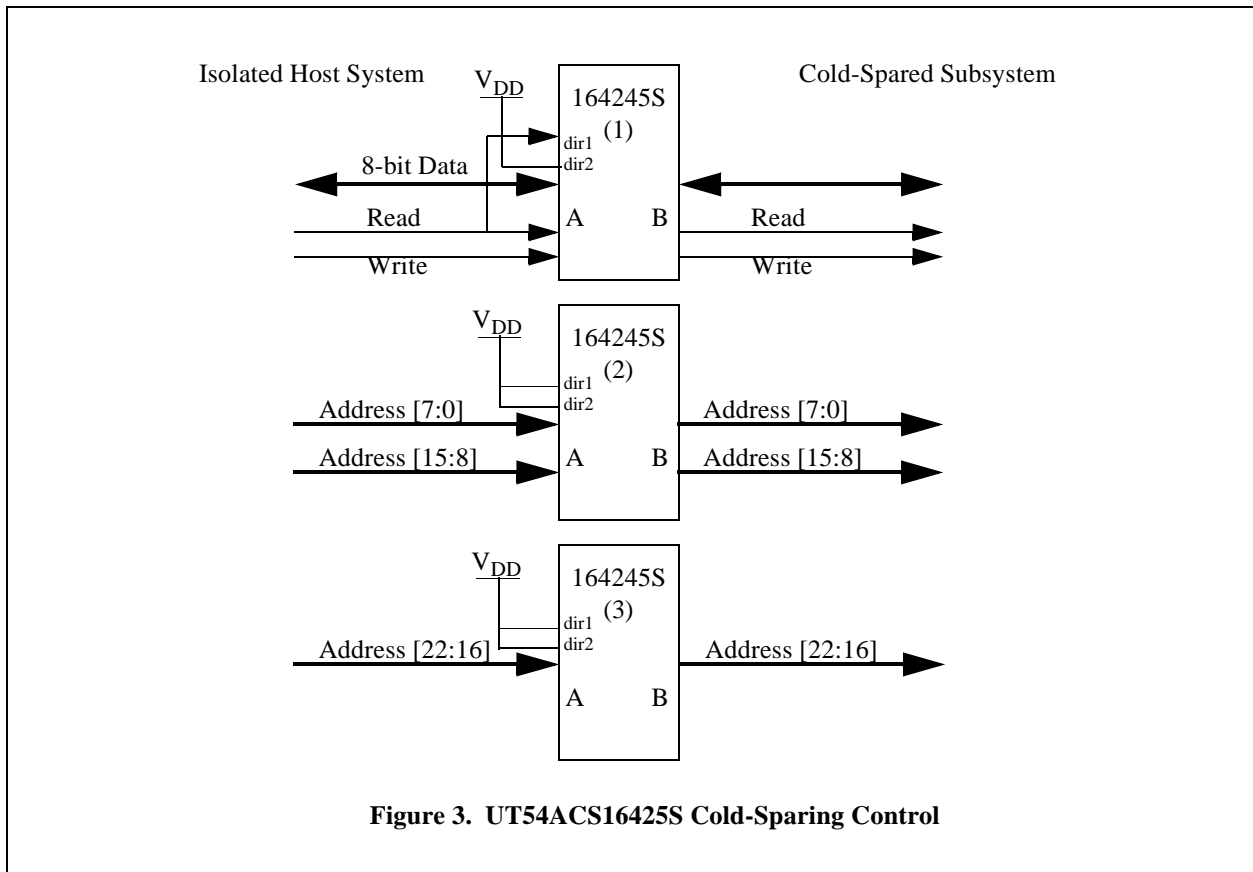 Isolated Host System
Cold-Spared Subsystem
VDD
164245S
(1)
dir1
dir2
8-bit Data
A
B
Read
Read
Write
Write
VDD
164245S
(2)
dir1
dir2
Address [7:0]
Address [7:0]
Address [15:8]
A
B
Address [15:8]
VDD
164245S
(3)
dir1
dir2
Address [22:16]
Address [22:16]
A
B
Figure 3. UT54ACS16425S Cold-Sparing Control